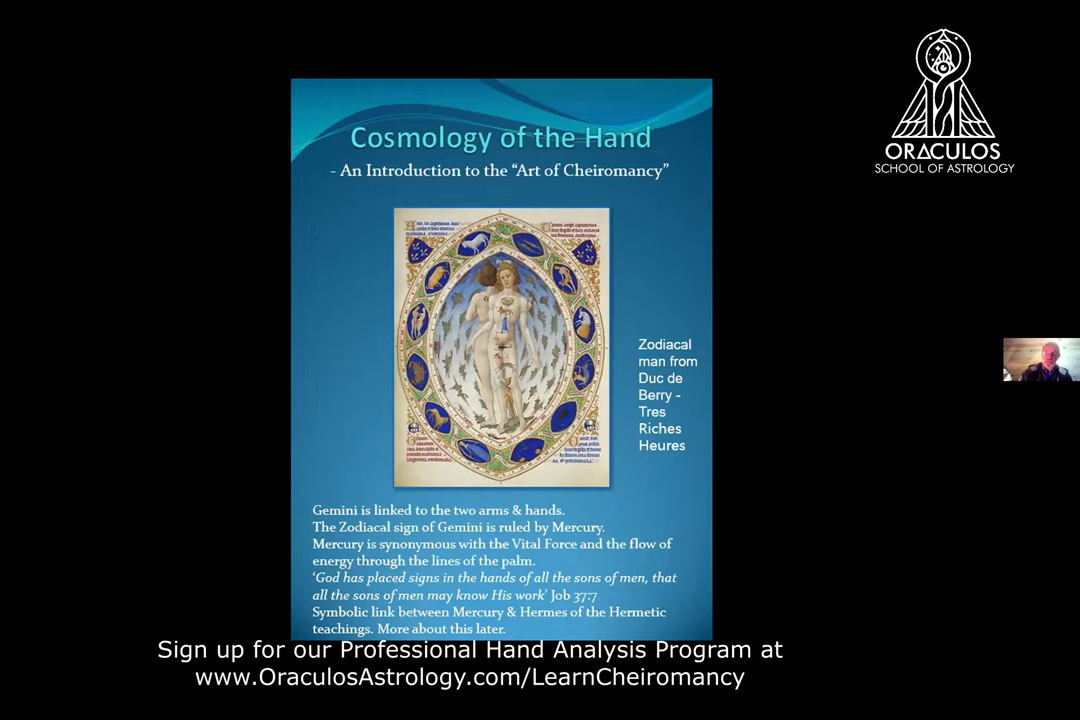 Cosmology of the Hand
- An Introduction to the “Art of Cheiromancy”
ORACULOS
SCHOOL OF ASTROLOGY
Zodiacal
man from
Duc de
Berry -
Tres
Riches
Heures
Gemini is linked to the two arms & hands.
The Zodiacal sign of Gemini is ruled by Mercury.
Mercury is synonymous with the Vital Force and the flow of
energy through the lines of the palm.
‘God has placed signs in the hands of all the sons of men, that
all the sons of men may know His work’ Job 37:7
Symbolic link between Mercury & Hermes of the Hermetic
teachings. More about this later.
Sign up for our Professional Hand Analysis Program at
www.OraculosAstrology.com/LearnCheiromancy